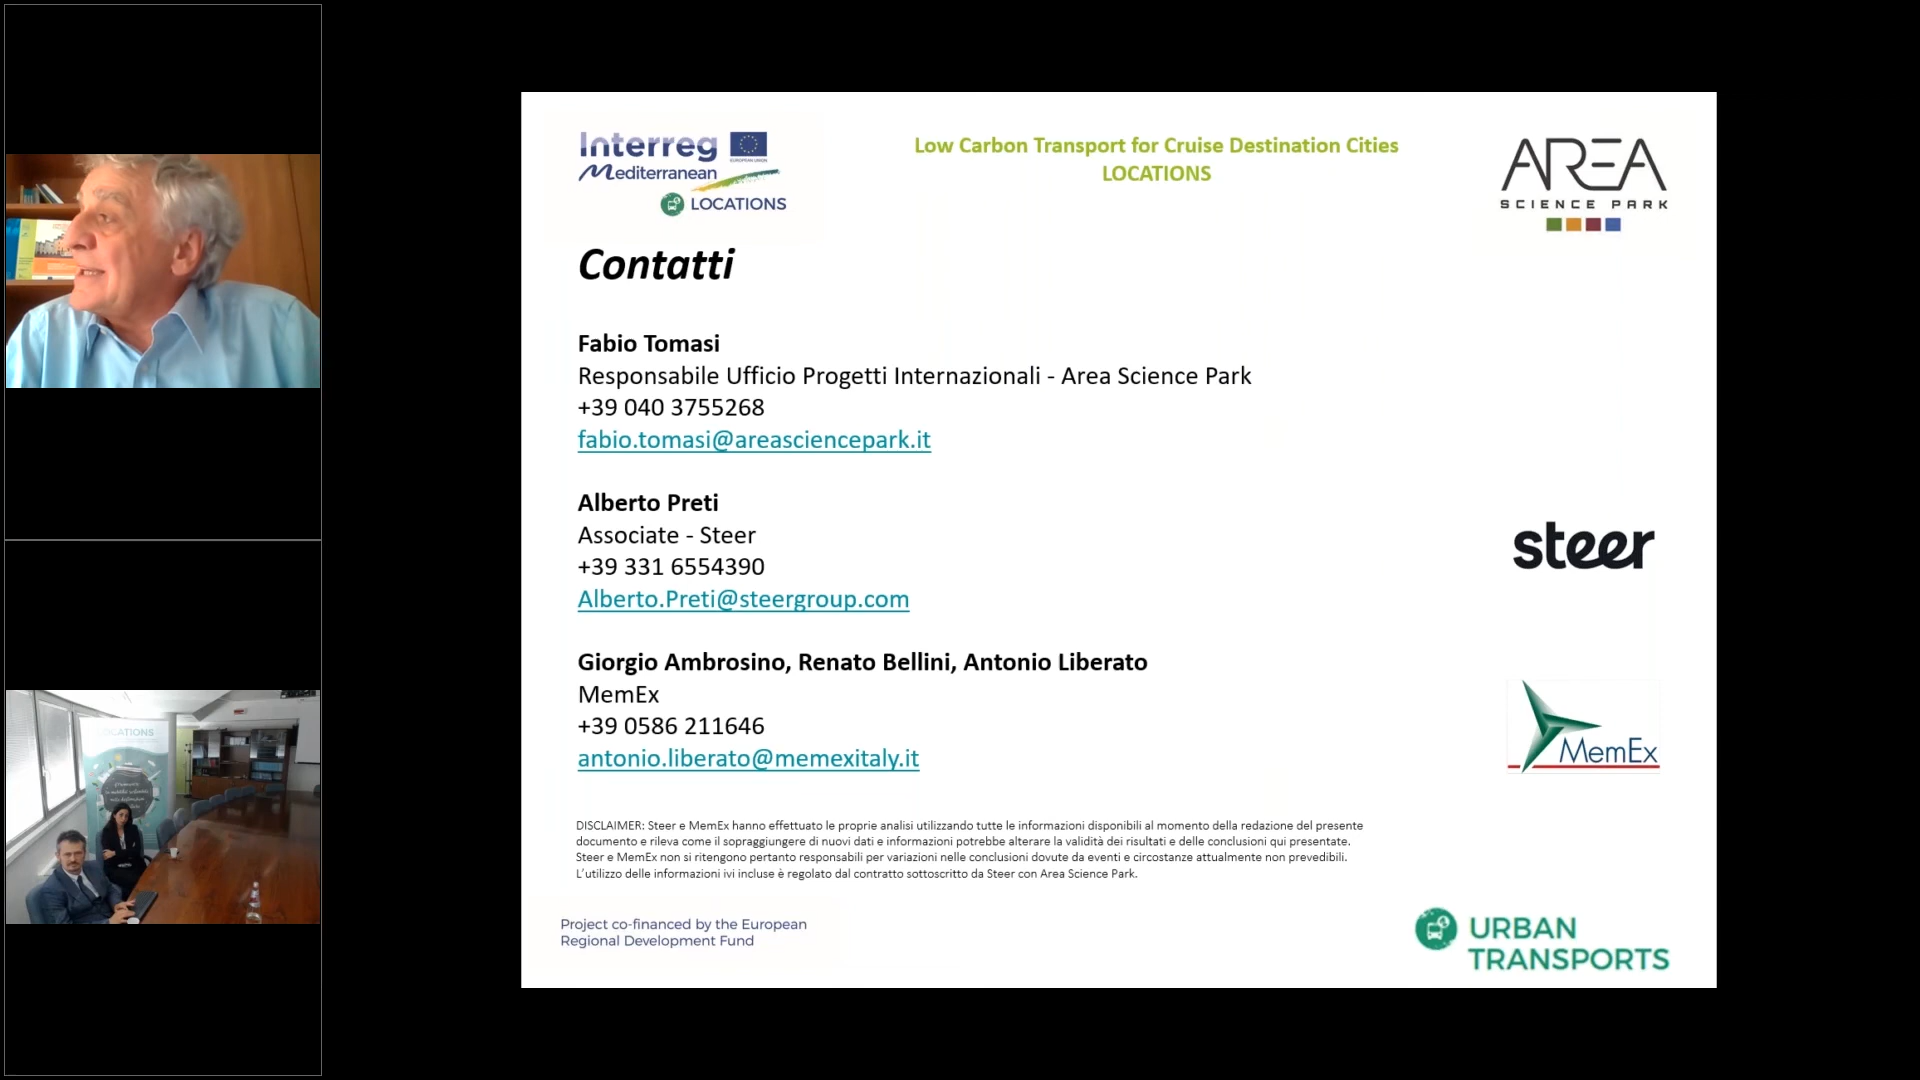 Interreg
EUROPEAN UNION
Mediterranean
LOCATIONS
Low Carbon Transport for Cruise Destination Cities
LOCATIONS
AREA
SCIENCE PARK
Contatti
Fabio Tomasi
Responsabile Ufficio Progetti Internazionali - Area Science Park
+39 040 3755268
fabio.tomasi@areasciencepark.it
Alberto Preti
Associate - Steer
+39 331 6554390
Alberto.Preti@steergroup.com
steer
Giorgio Ambrosino, Renato Bellini, Antonio Liberato
MemEx
+39 0586 211646
antonio.liberato@memexitaly.it
MemEx
DISCLAIMER: Steer e MemEx hanno effettuato le proprie analisi utilizzando tutte le informazioni disponibili al momento della redazione del presente
documento e rileva come il sopraggiungere di nuovi dati e informazioni potrebbe alterare la validità dei risultati e delle conclusioni qui presentate.
Steer e MemEx non si ritengono pertanto responsabili per variazioni nelle conclusioni dovute da eventi e circostanze attualmente non prevedibili.
L'utilizzo delle informazioni ivi incluse è regolato dal contratto sottoscritto da Steer con Area Science Park.
Project co-financed by the European
Regional Development Fund
URBAN
TRANSPORTS
LOCATIONS